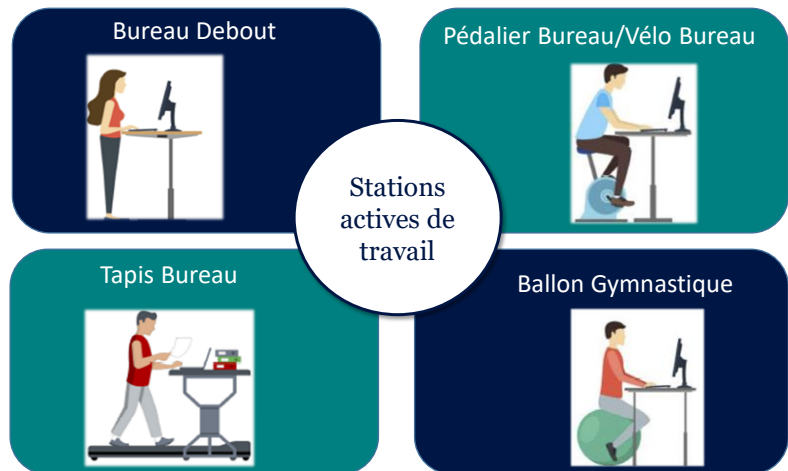 Bureau Debout
Pédalier Bureau/Vélo Bureau
Stations
actives de
travail
Tapis Bureau
Ballon Gymnastique